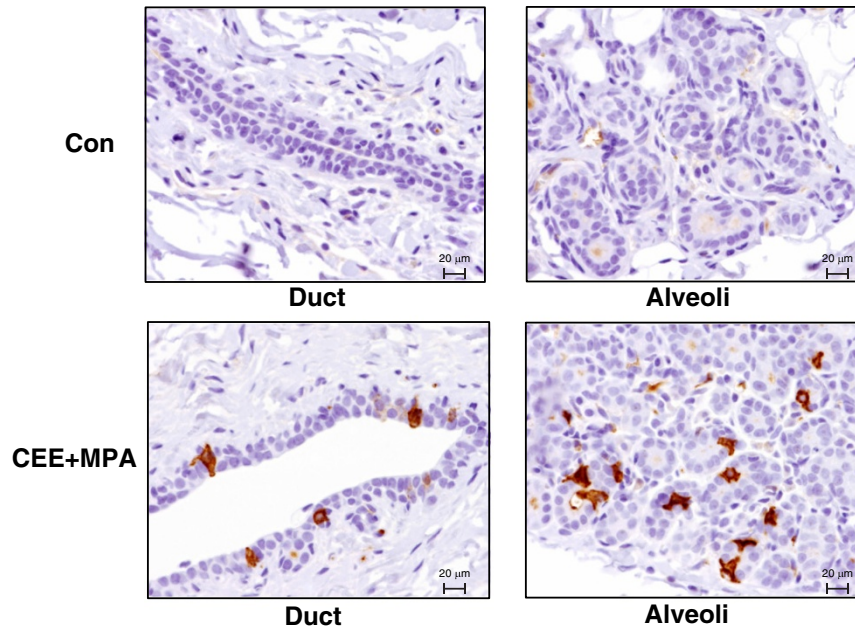 Con
20 μm
20 μm
Duct
Alveoli
CEE+MPA
20 μm
20 μm
Duct
Alveoli